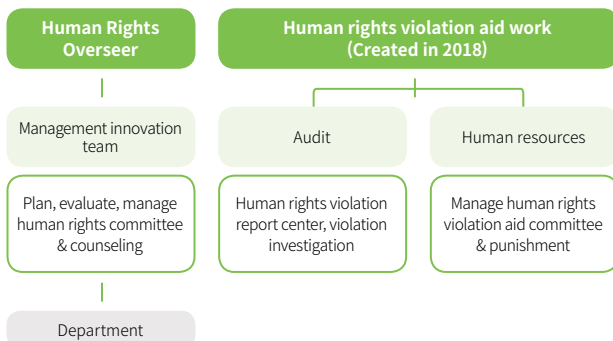 Human Rights
Overseer
Human rights violation aid work
(Created in 2018)
Management innovation
team
Audit
Human resources
Plan, evaluate, manage
human rights committee
& counseling
Human rights violation
report center, violation
investigation
Manage human rights
violation aid committee
& punishment
Department